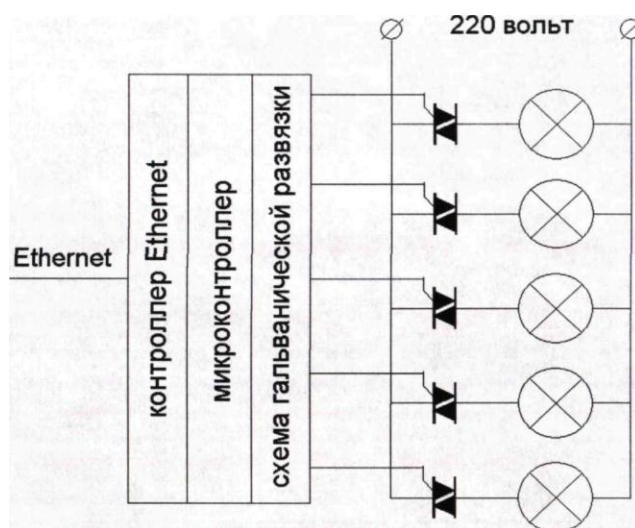 220 вольт
Ethernet
контроллер Ethernet
микроконтроллер
схема гальванической развязки